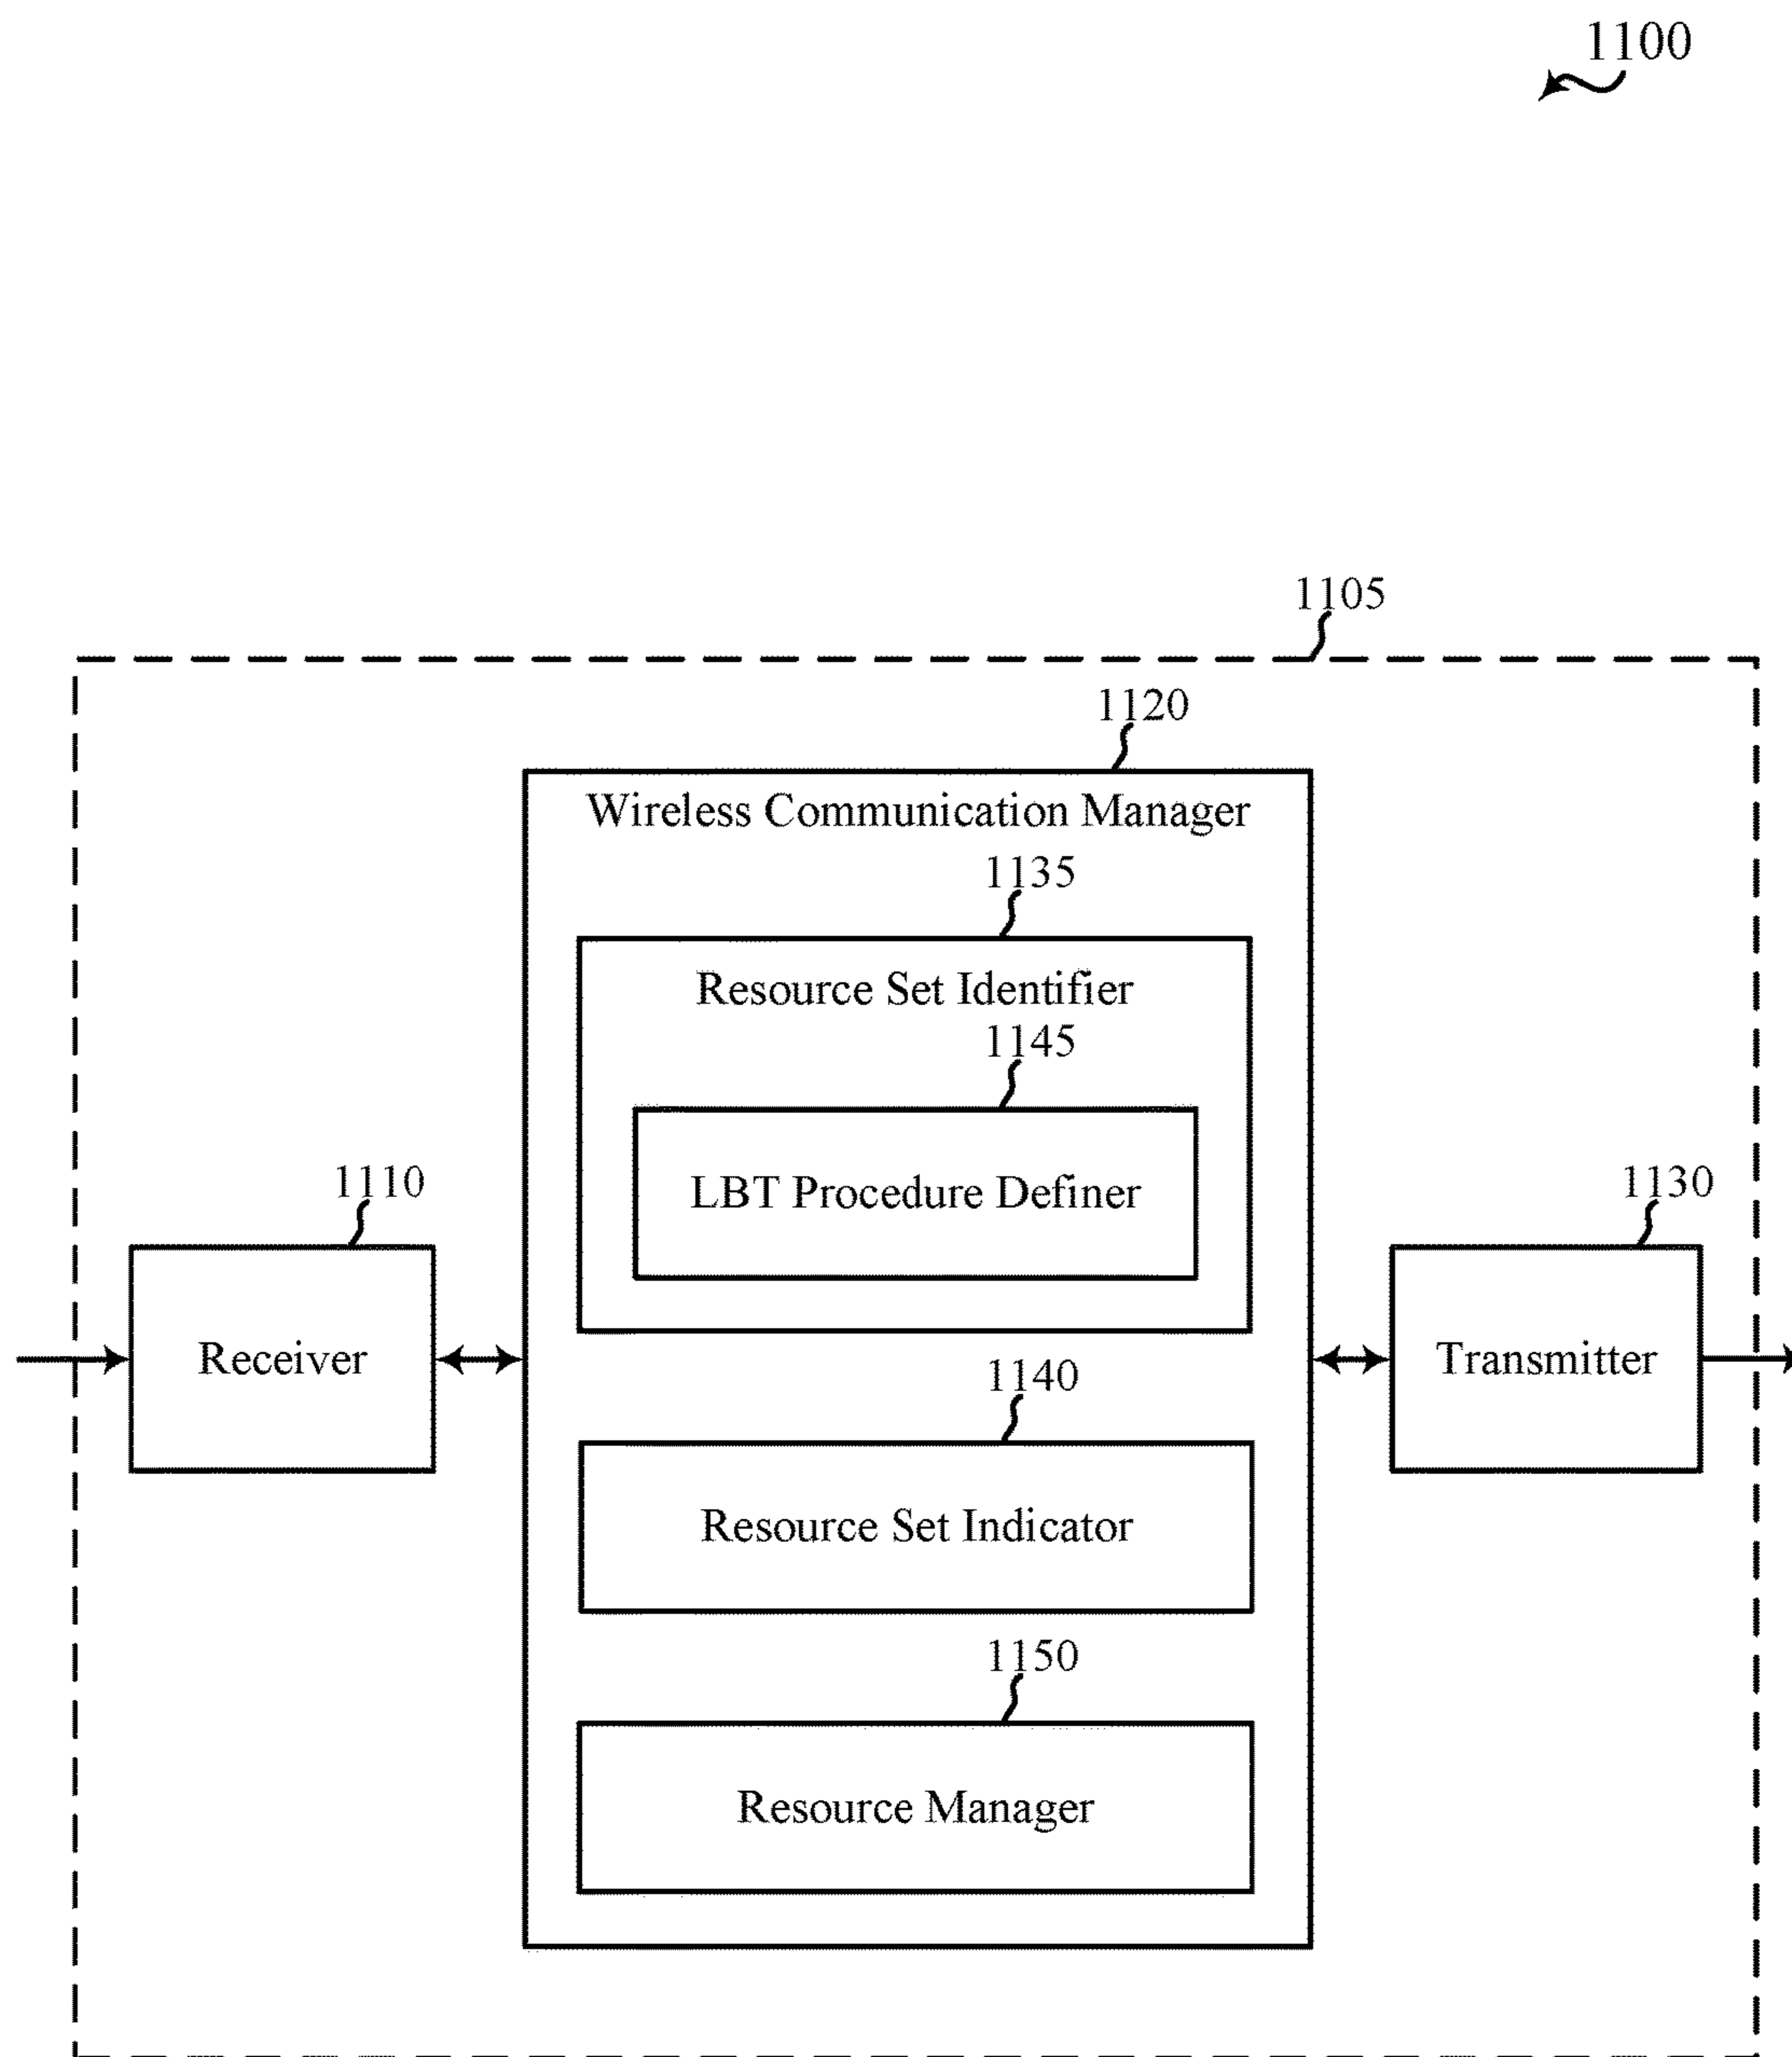 1100
1105
1120
Wireless Communication Manager
1135
Resource Set Identifier
1145
LBT Procedure Definer
1110
Receiver
1130
Transmitter
1140
Resource Set Indicator
1150
Resource Manager